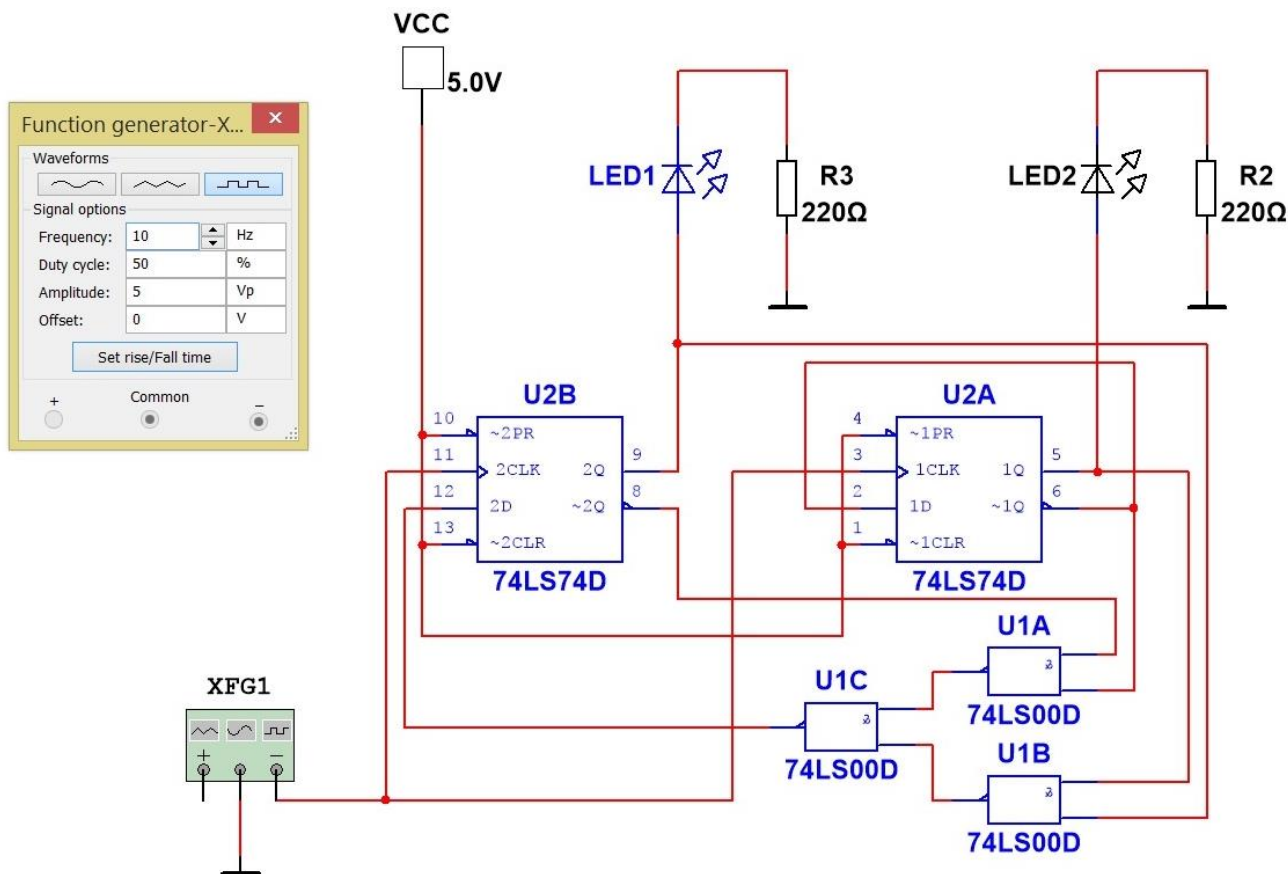 VCC
5.0V
Function generator-X...
Waveforms
Signal options
Frequency: 10 Hz
Duty cycle: 50 %
Amplitude: 5 Vp
Offset: 0 V
Set rise/Fall time
+ Common –
LED1
R3
220Ω
LED2
R2
220Ω
U2B
10 ~2PR
11 2CLK 2Q 9
12 2D ~2Q 8
13 ~2CLR
74LS74D
U2A
4 ~1PR
3 1CLK 1Q 5
2 1D ~1Q 6
1 ~1CLR
74LS74D
U1A
74LS00D
U1C
74LS00D
U1B
74LS00D
XFG1
+ –